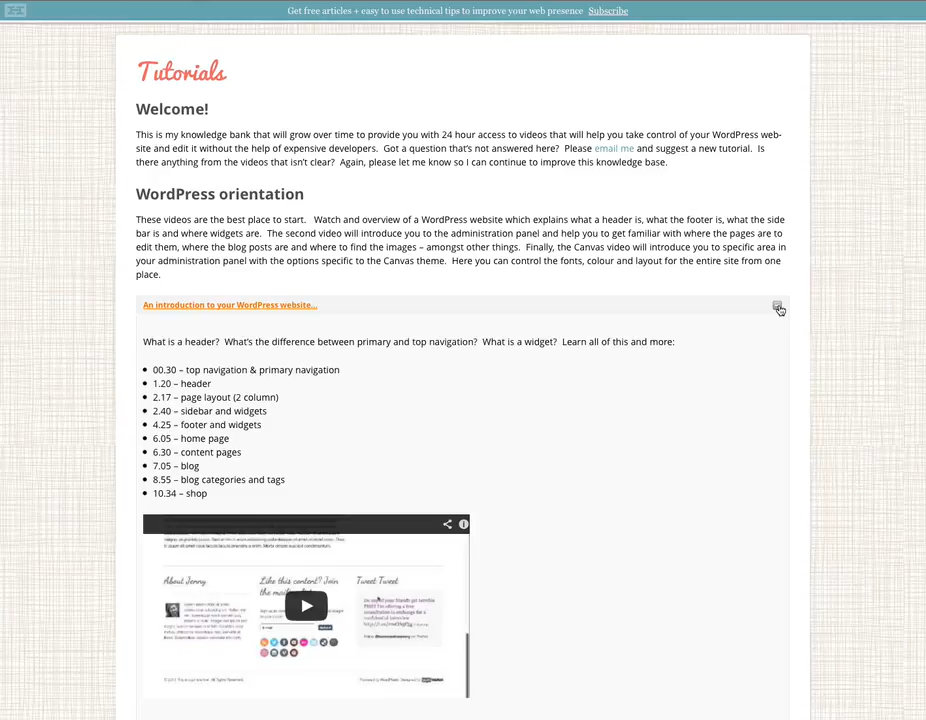 Get free articles + easy to use technical tips to improve your web presence Subscribe
Tutorials
Welcome!
This is my knowledge bank that will grow over time to provide you with 24 hour access to videos that will help you take control of your WordPress web-
site and edit it without the help of expensive developers. Got a question that's not answered here? Please email me and suggest a new tutorial. Is
there anything from the videos that isn't clear? Again, please let me know so I can continue to improve this knowledge base.
WordPress orientation
These videos are the best place to start. Watch and overview of a WordPress website which explains what a header is, what the footer is, what the side
bar is and where widgets are. The second video will introduce you to the administration panel and help you to get familiar with where the pages are to
edit them, where the blog posts are and where to find the images – amongst other things. Finally, the Canvas video will introduce you to specific area in
your administration panel with the options specific to the Canvas theme. Here you can control the fonts, colour and layout for the entire site from one
place.
An introduction to your WordPress website...
What is a header? What's the difference between primary and top navigation? What is a widget? Learn all of this and more:
00.30 – top navigation & primary navigation
1.20 – header
2.17 – page layout (2 column)
2.40 – sidebar and widgets
4.25 – footer and widgets
6.05 – home page
6.30 – content pages
7.05 – blog
8.55 – blog categories and tags
10.34 – shop
About Jenny
Like this content? Join
the
Tweet Tweet